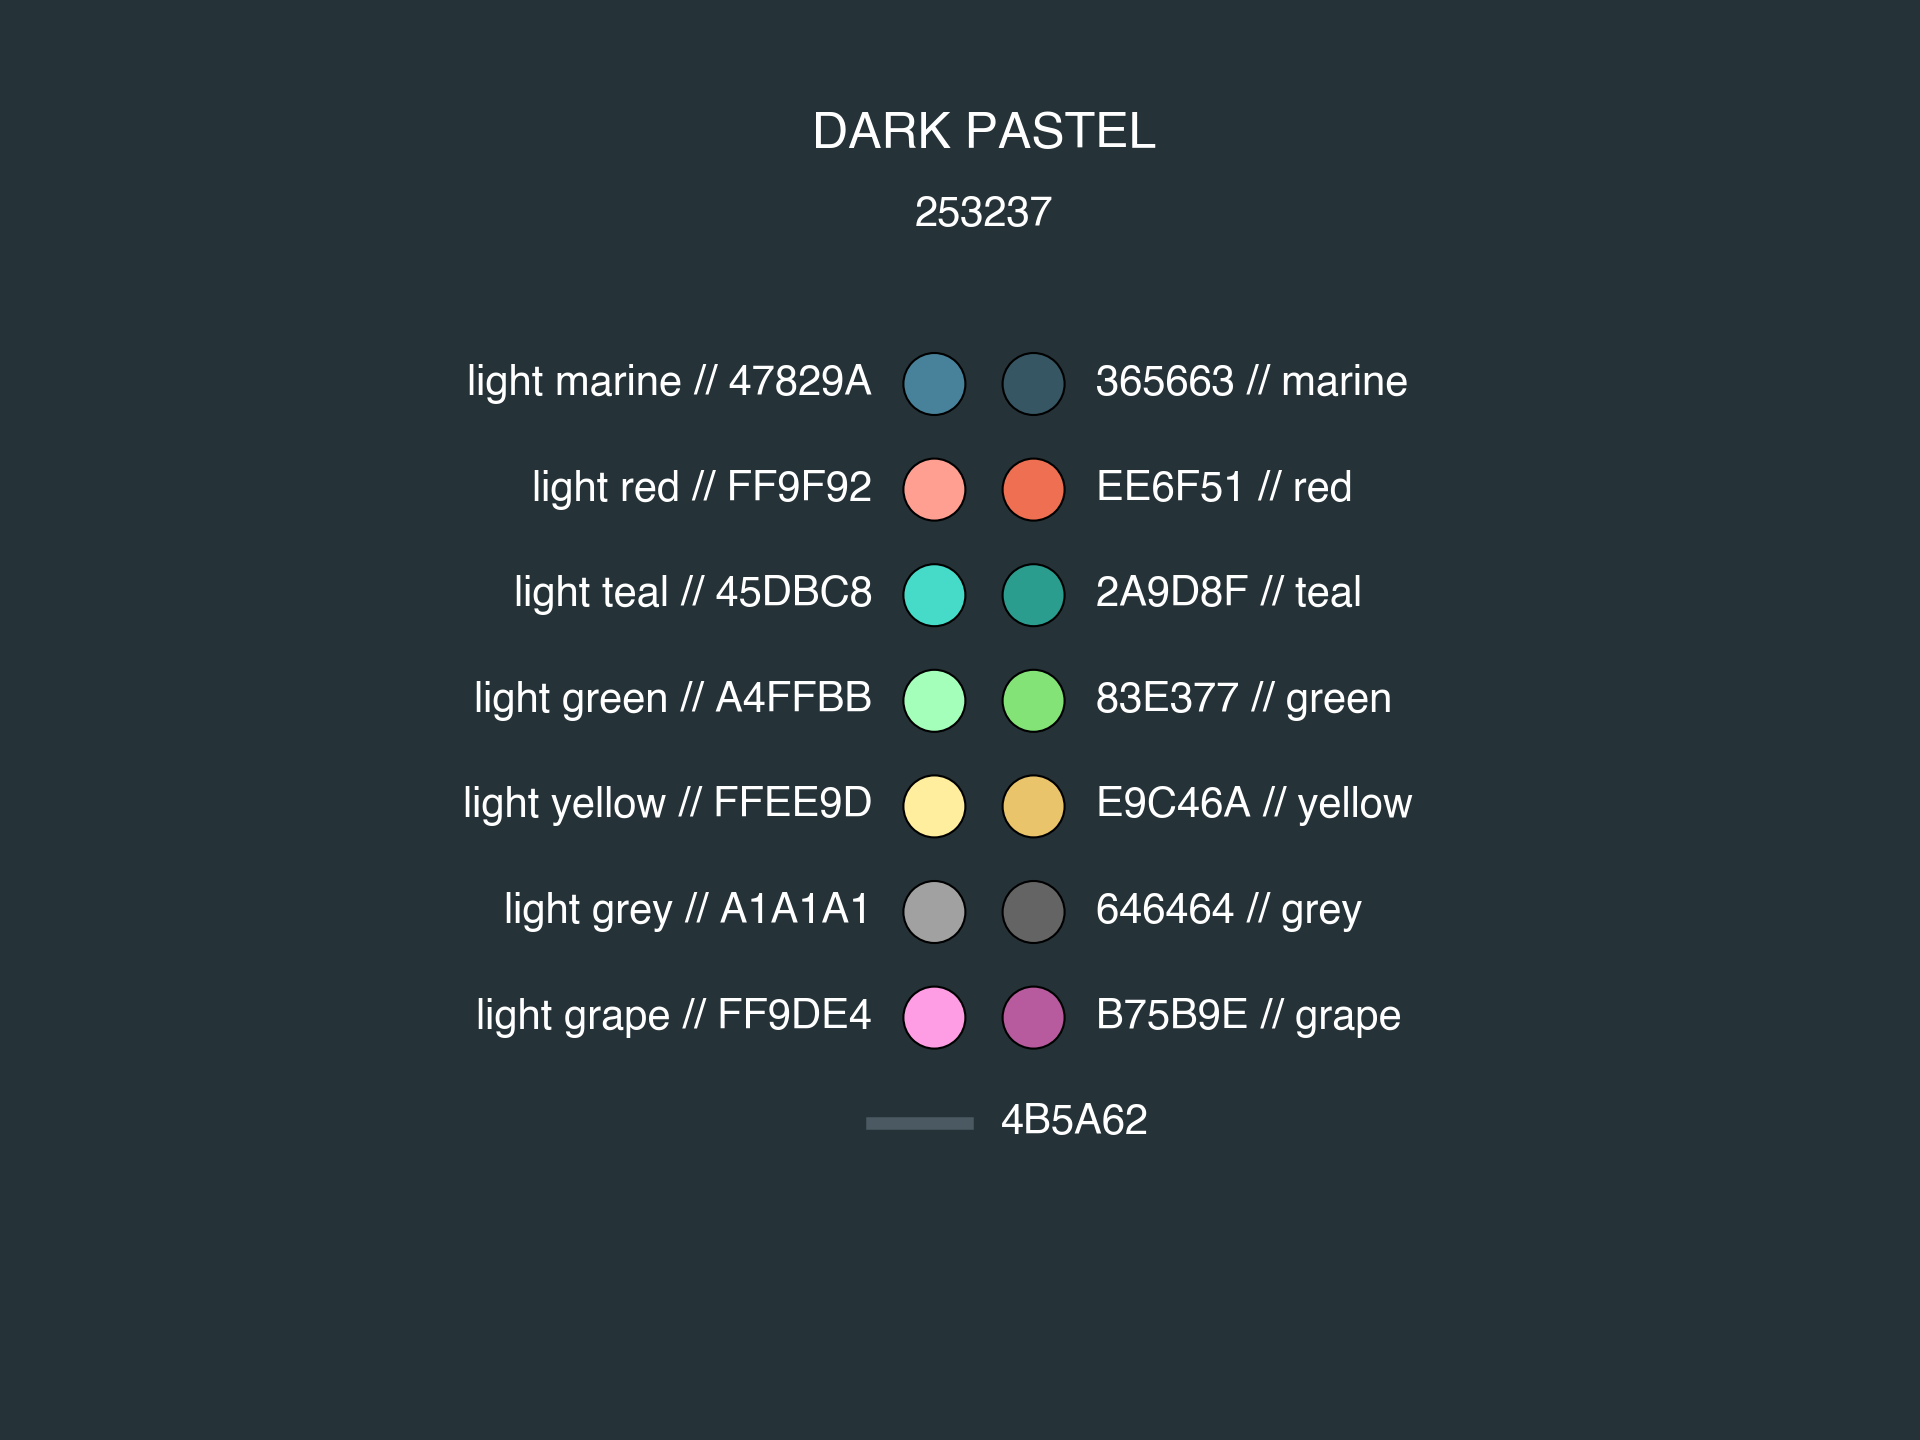 DARK PASTEL
253237
light marine // 47829A 365663 // marine
light red // FF9F92 EE6F51 // red
light teal // 45DBC8 2A9D8F // teal
light green // A4FFBB 83E377 // green
light yellow // FFEE9D E9C46A // yellow
light grey // A1A1A1 646464 // grey
light grape // FF9DE4 B75B9E // grape
4B5A62